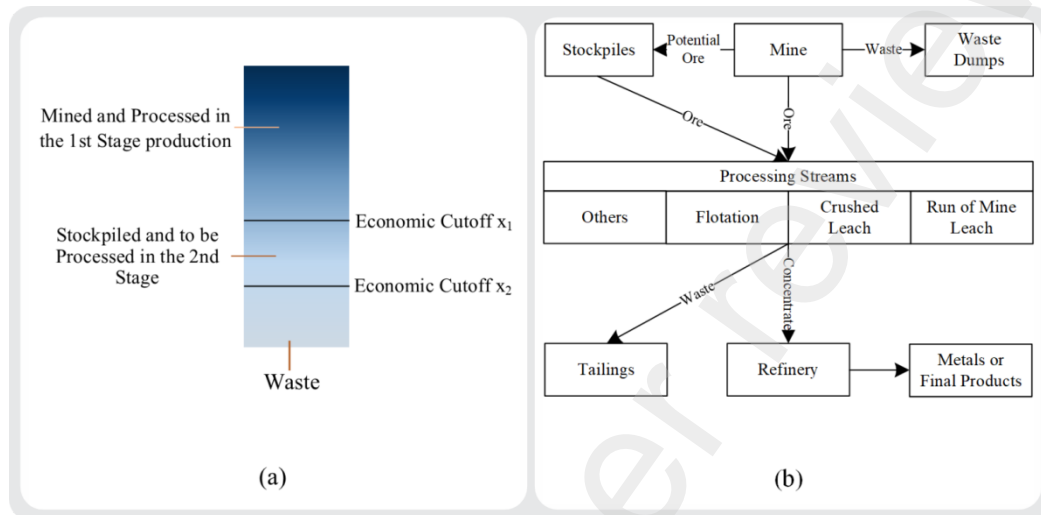 Mined and Processed in
the 1st Stage production
Economic Cutoff x1
Stockpiled and to be
Processed in the 2nd
Stage
Economic Cutoff x2
Waste
(a)
Stockpiles
Potential
Ore
Mine
Waste
Waste
Dumps
Ore
Ore
Processing Streams
Others
Flotation
Crushed
Leach
Run of Mine
Leach
Waste
Concentrate
Tailings
Refinery
Metals or
Final Products
(b)
er review